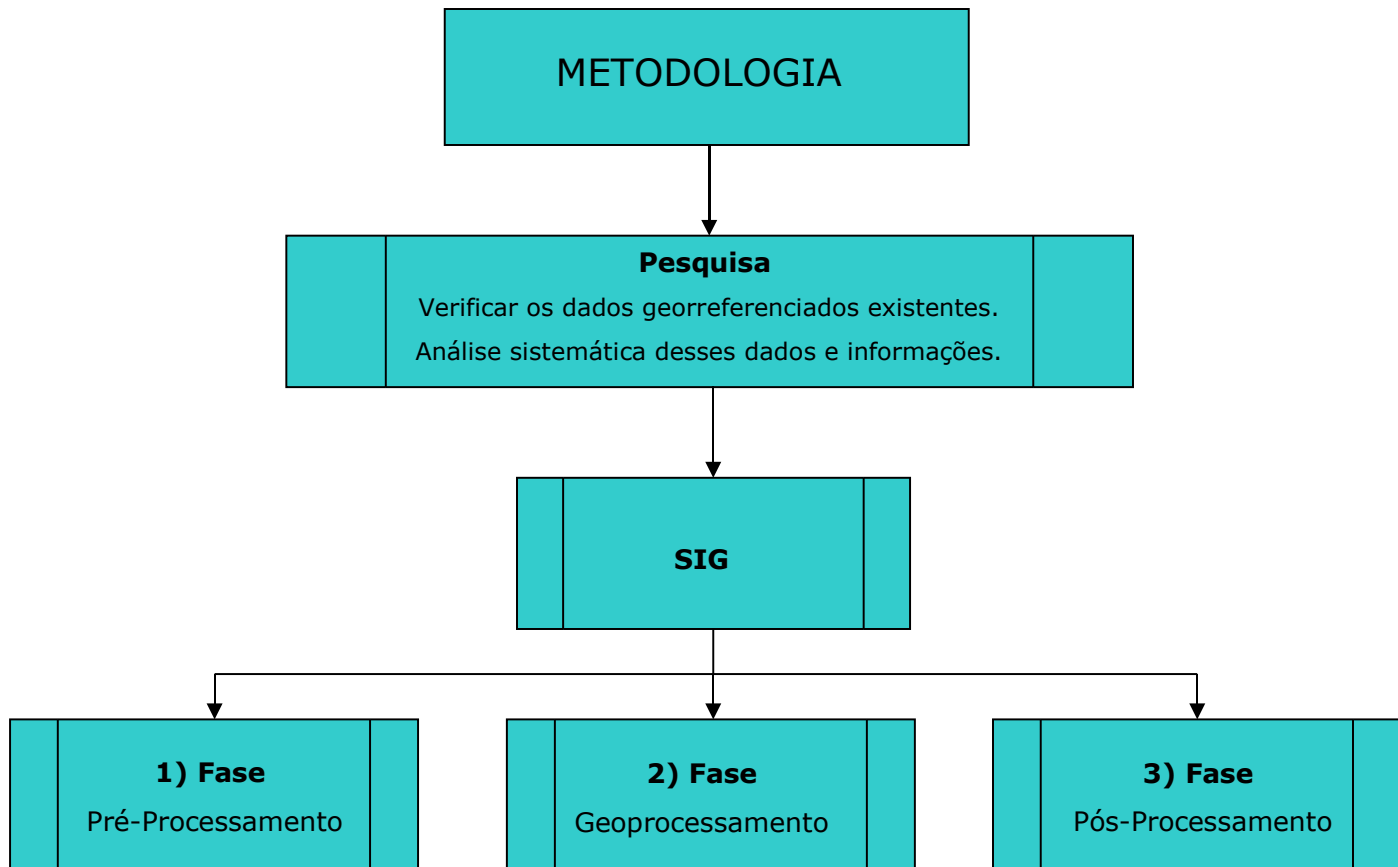 METODOLOGIA
Pesquisa
Verificar os dados georreferenciados existentes.
Análise sistemática desses dados e informações.
SIG
1) Fase
Pré-Processamento
2) Fase
Geoprocessamento
3) Fase
Pós-Processamento